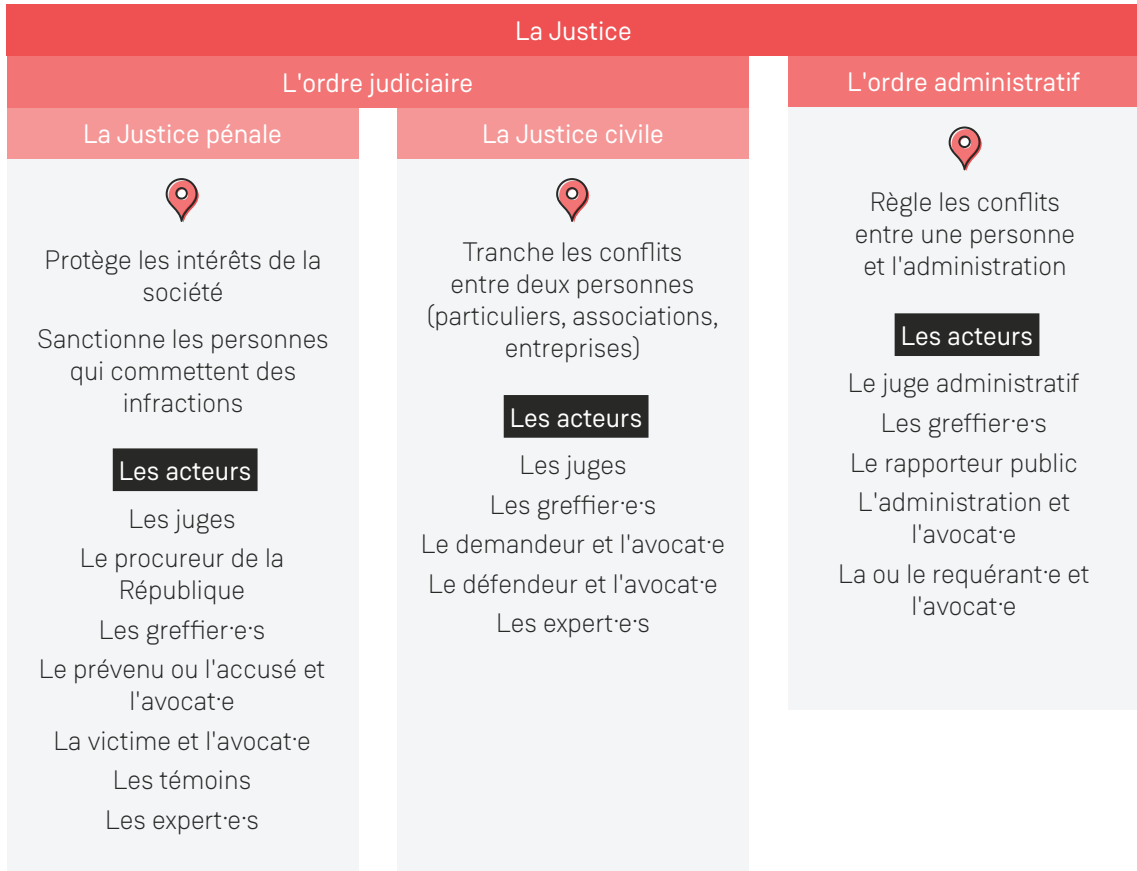 La Justice
L'ordre judiciaire
La Justice pénale
Protège les intérêts de la
société
Sanctionne les personnes
qui commettent des
infractions
Les acteurs
Les juges
Le procureur de la
République
Les greffier·e·s
Le prévenu ou l'accusé et
l'avocat·e
La victime et l'avocat·e
Les témoins
Les expert·e·s
La Justice civile
Tranche les conflits
entre deux personnes
(particuliers, associations,
entreprises)
Les acteurs
Les juges
Les greffier·e·s
Le demandeur et l'avocat·e
Le défendeur et l'avocat·e
Les expert·e·s
L'ordre administratif
Règle les conflits
entre une personne
et l'administration
Les acteurs
Le juge administratif
Les greffier·e·s
Le rapporteur public
L'administration et
l'avocat·e
La ou le requérant·e et
l'avocat·e